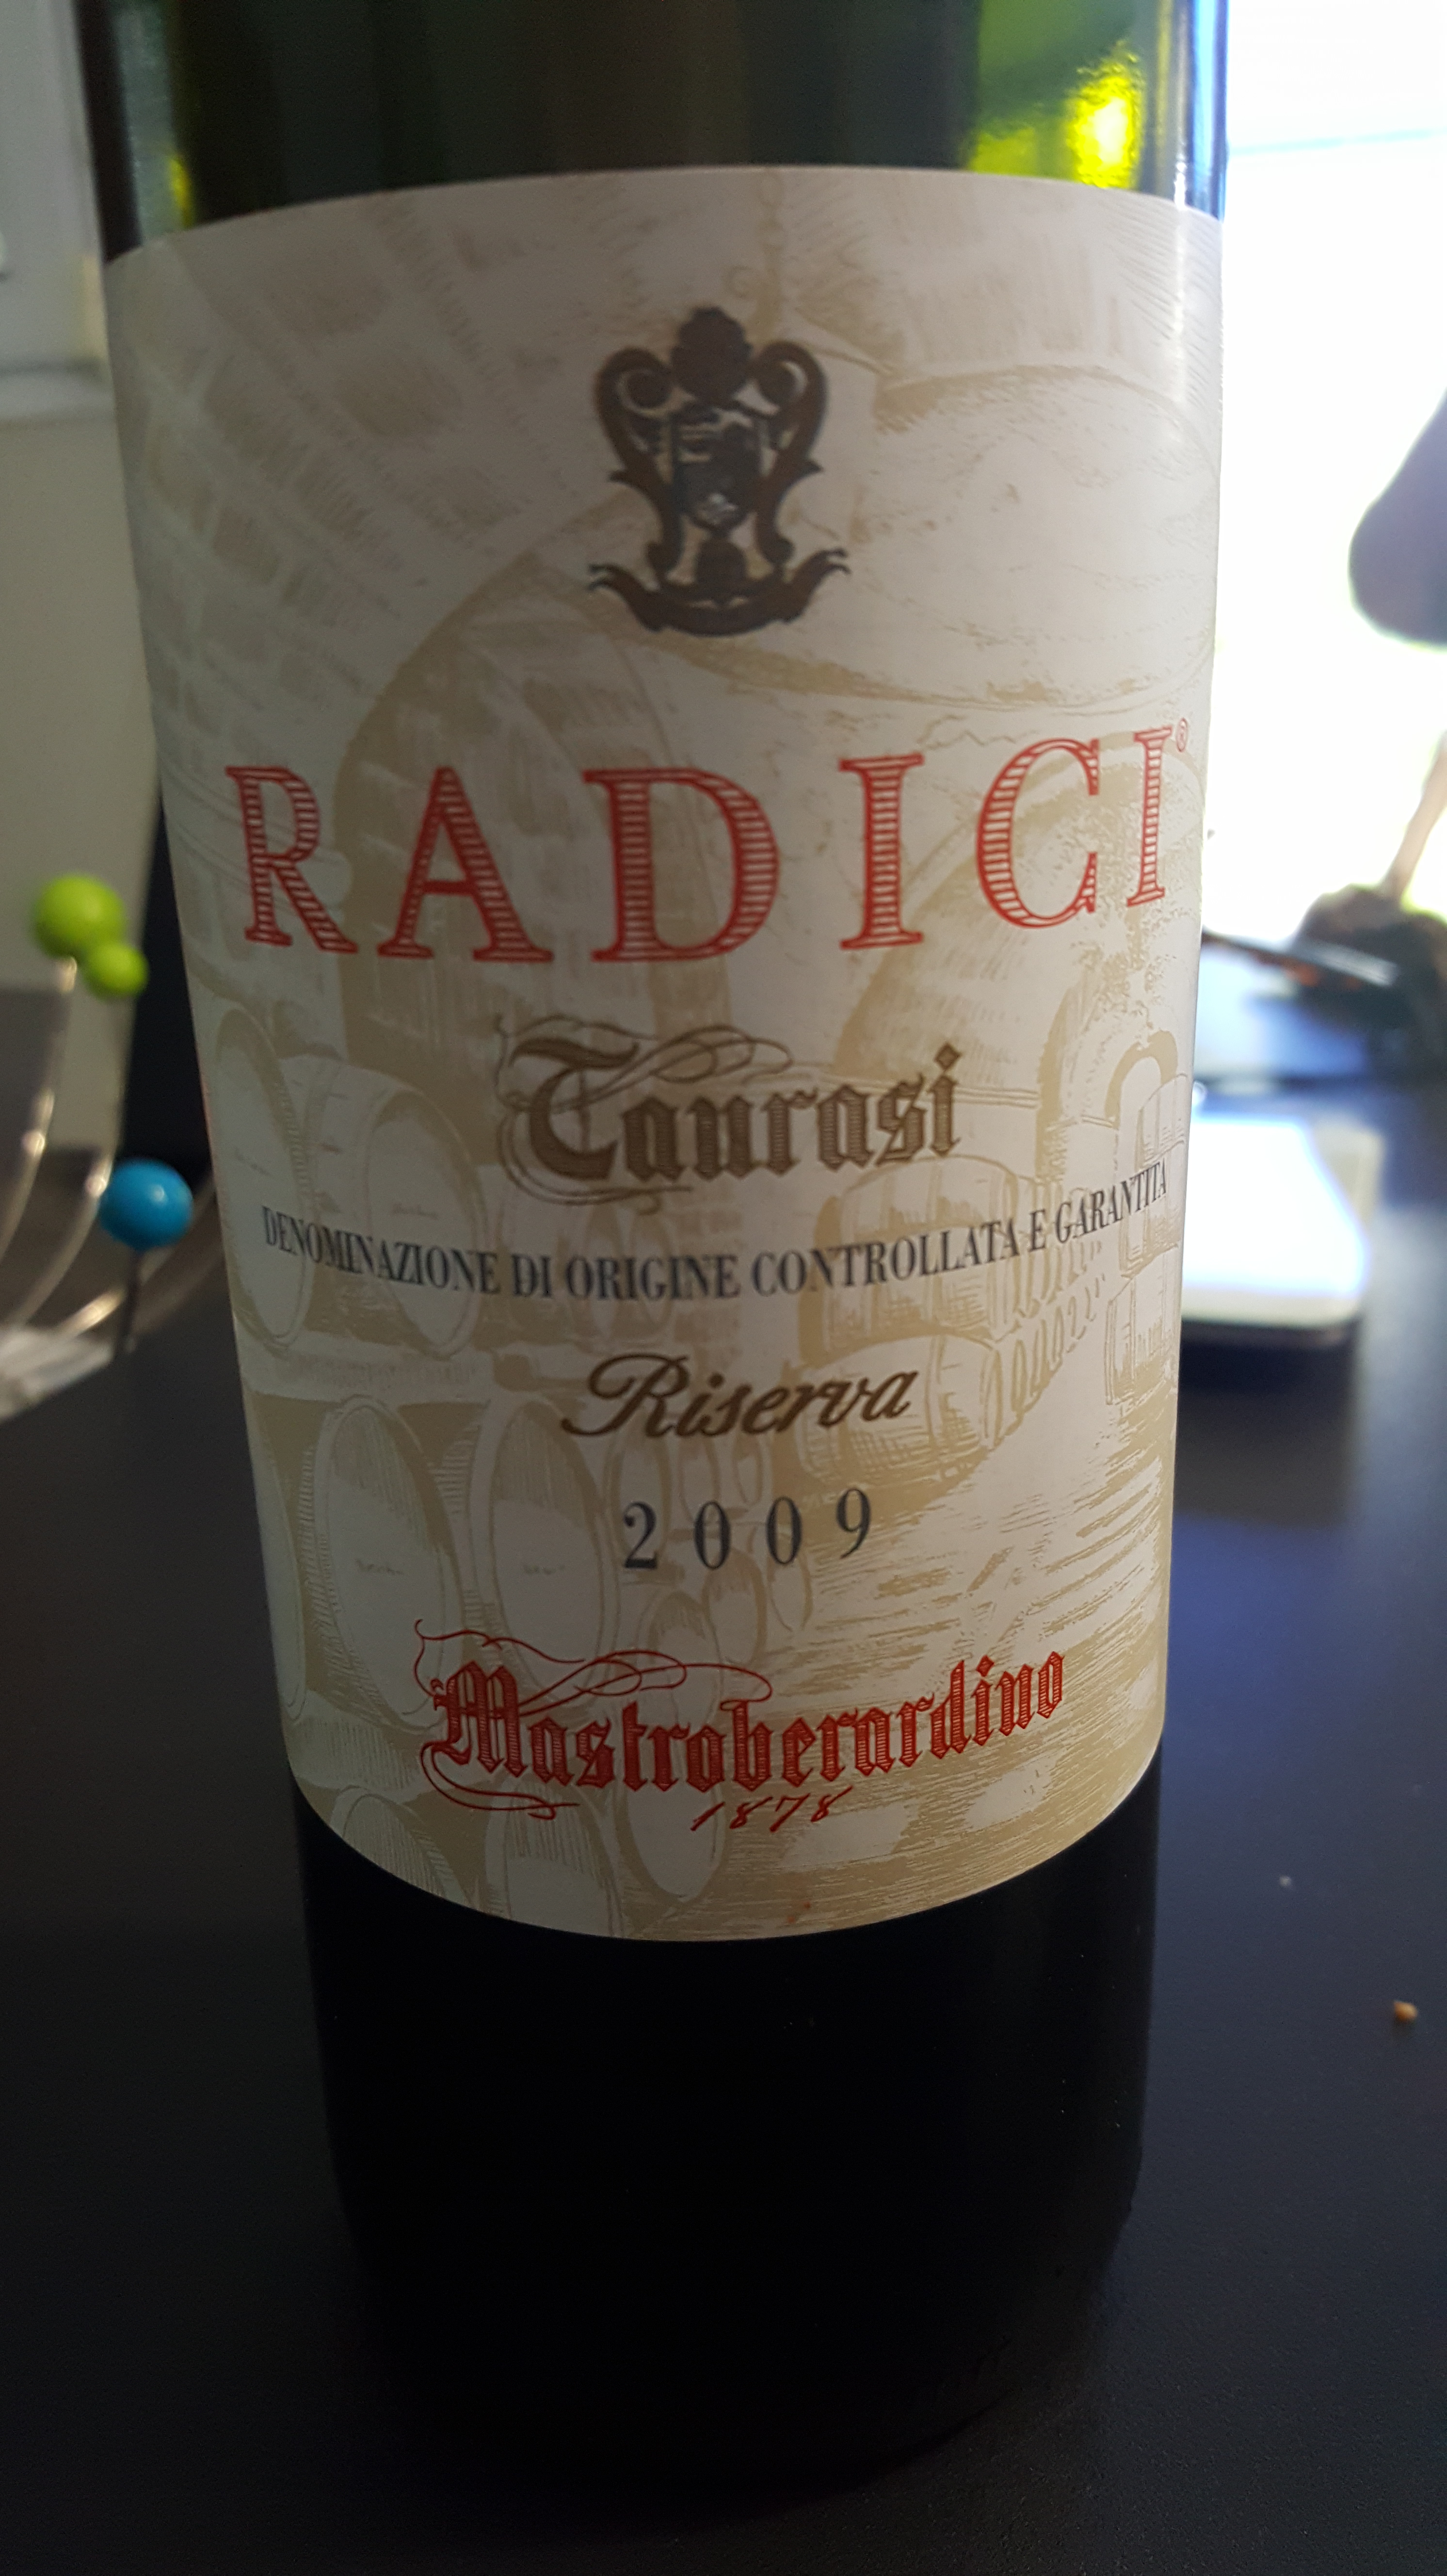 RADICI®
Taurasi
DENOMINAZIONE DI ORIGINE CONTROLLATA E GARANTITA
Riserva
2009
Mastroberardino
1878